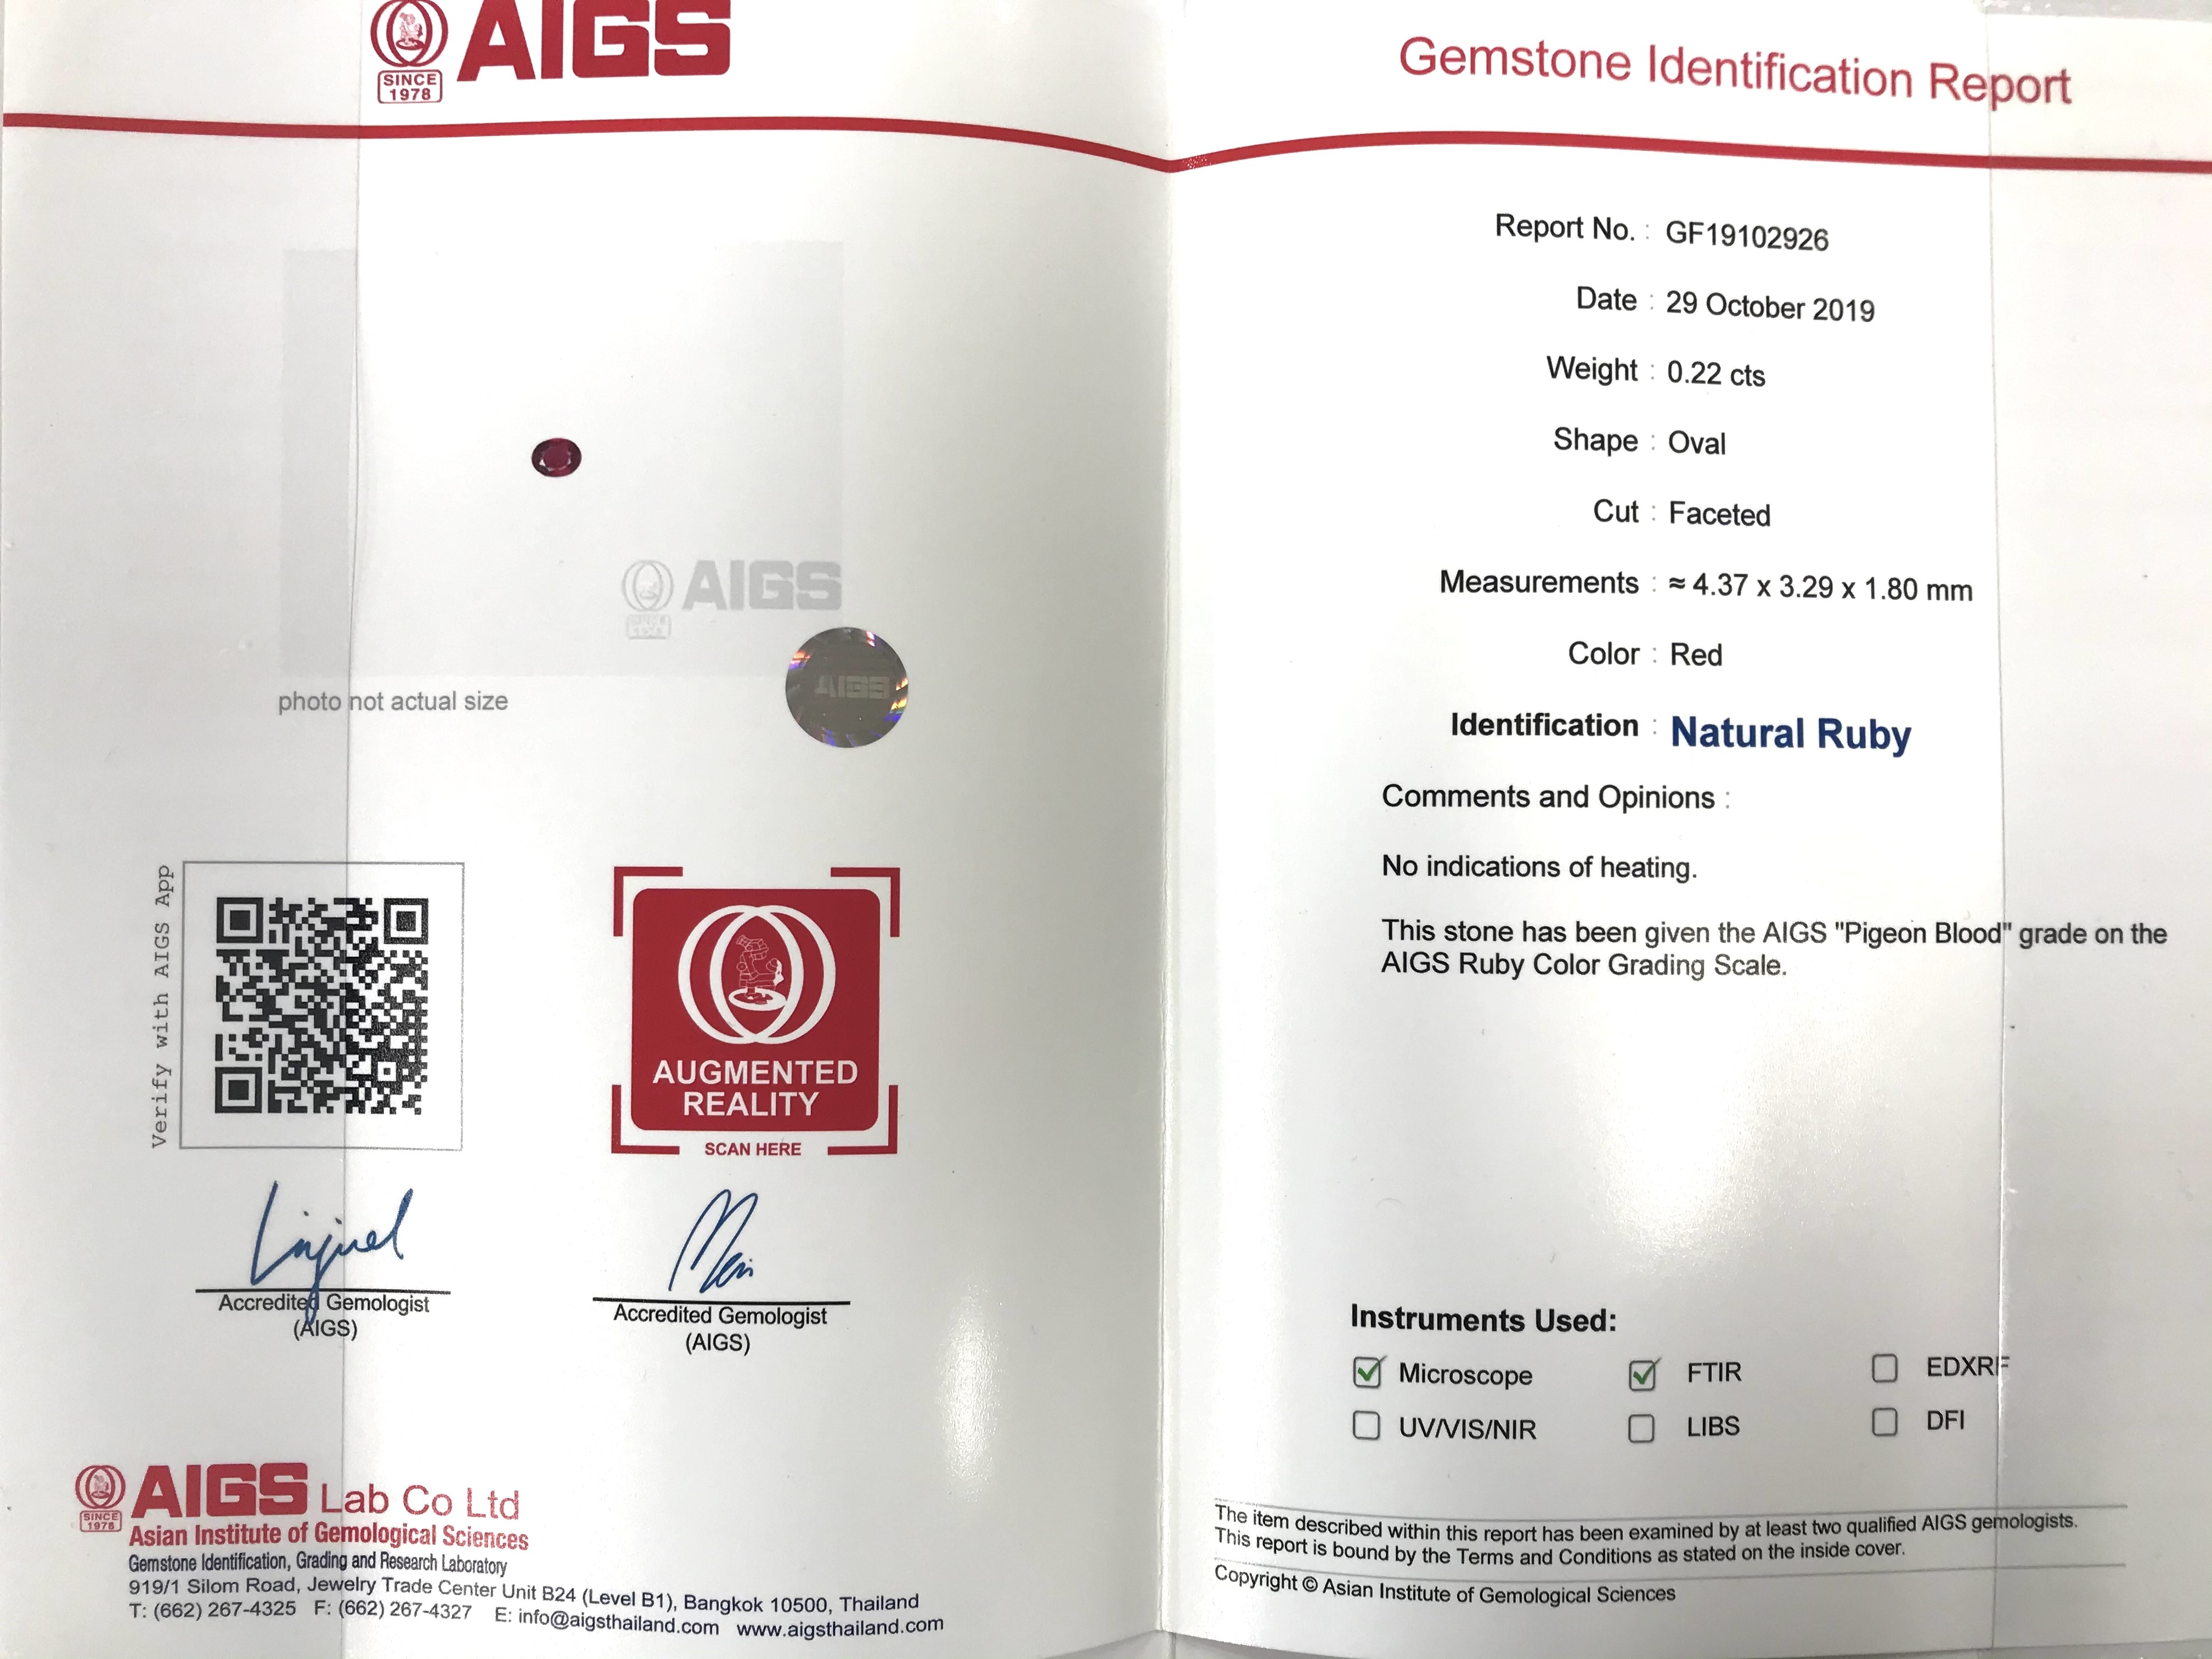 AIGS
SINCE
1978
AIGS
photo not actual size
AIGS
Verify with AIGS App
AUGMENTED
REALITY
SCAN HERE
Accredited Gemologist
(AIGS)
Accredited Gemologist
(AIGS)
AIGS Lab Co Ltd
SINCE
1978
Asian Institute of Gemological Sciences
Gemstone Identification, Grading and Research Laboratory
919/1 Silom Road, Jewelry Trade Center Unit B24 (Level B1), Bangkok 10500, Thailand
T: (662) 267-4325 F: (662) 267-4327 E: info@aigsthailand.com www.aigsthailand.com
Gemstone Identification Report
Report No. : GF19102926
Date : 29 October 2019
Weight : 0.22 cts
Shape : Oval
Cut : Faceted
Measurements : ≈ 4.37 x 3.29 x 1.80 mm
Color : Red
Identification : Natural Ruby
Comments and Opinions :
No indications of heating.
This stone has been given the AIGS "Pigeon Blood" grade on the
AIGS Ruby Color Grading Scale.
Instruments Used:
Microscope FTIR EDXRF
UV/VIS/NIR LIBS DFI
The item described within this report has been examined by at least two qualified AIGS gemologists.
This report is bound by the Terms and Conditions as stated on the inside cover.
Copyright © Asian Institute of Gemological Sciences